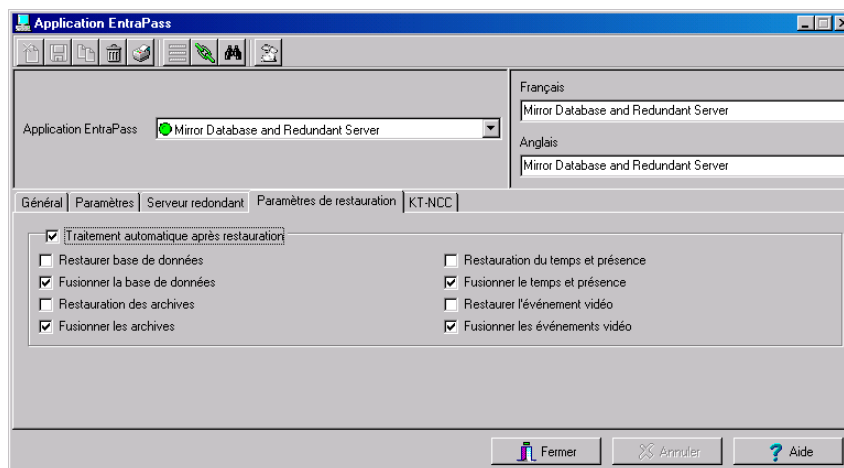 Application EntraPass
Français
Mirror Database and Redundant Server
Application EntraPass
Mirror Database and Redundant Server
Anglais
Mirror Database and Redundant Server
Général
Paramètres
Serveur redondant
Paramètres de restauration
KT-NCC
Traitement automatique après restauration
Restaurer base de données
Restauration du temps et présence
Fusionner la base de données
Fusionner le temps et présence
Restauration des archives
Restaurer l'événement vidéo
Fusionner les archives
Fusionner les événements vidéo
Fermer
Annuler
Aide